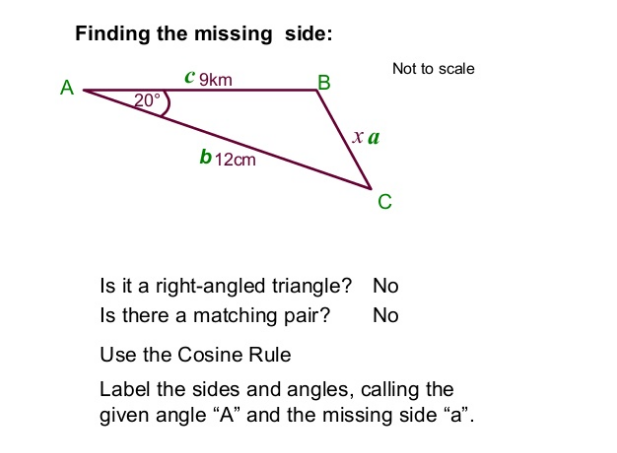 Finding the missing side:
Not to scale
A
c 9km
B
20°
x a
b 12cm
C
Is it a right-angled triangle? No
Is there a matching pair? No
Use the Cosine Rule
Label the sides and angles, calling the
given angle “A” and the missing side “a”.